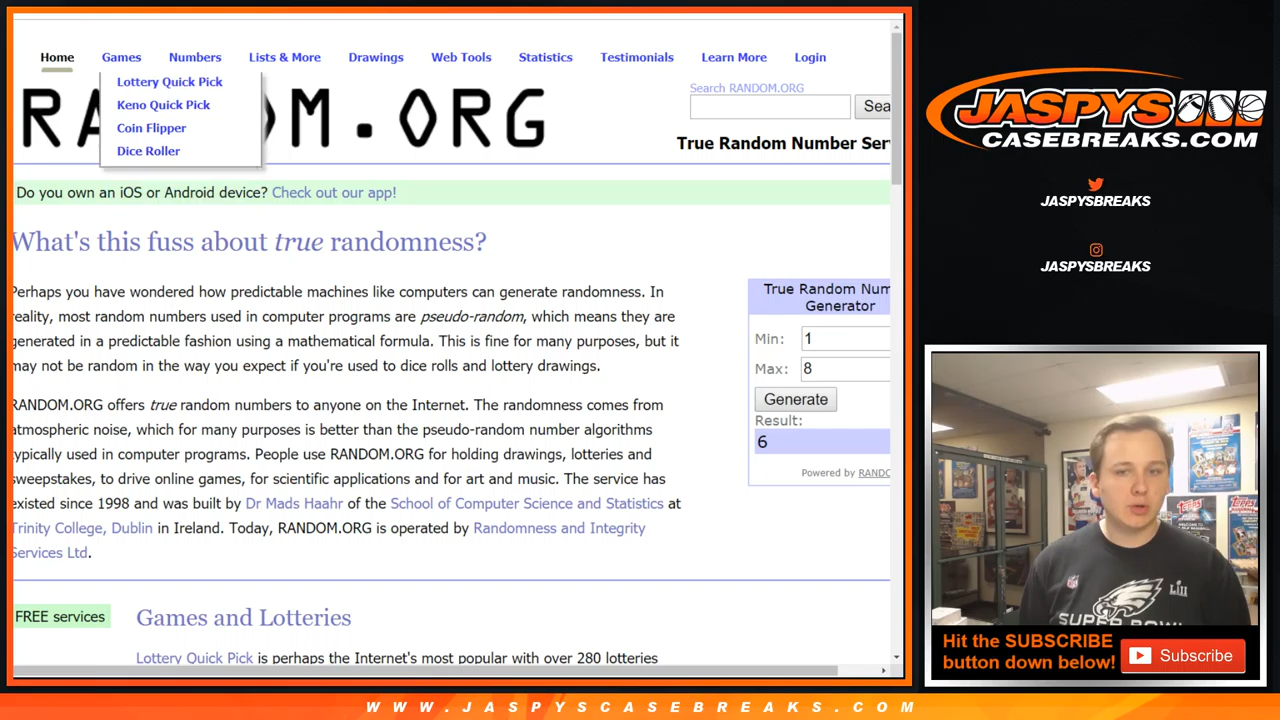 Home Games Numbers Lists & More Drawings Web Tools Statistics Testimonials Learn More Login
Lottery Quick Pick
Keno Quick Pick
Coin Flipper
Dice Roller
Search RANDOM.ORG
Sea
RA DOM.ORG
True Random Number Ser
Do you own an iOS or Android device? Check out our app!
What's this fuss about true randomness?
Perhaps you have wondered how predictable machines like computers can generate randomness. In
reality, most random numbers used in computer programs are pseudo-random, which means they are
generated in a predictable fashion using a mathematical formula. This is fine for many purposes, but it
may not be random in the way you expect if you're used to dice rolls and lottery drawings.
RANDOM.ORG offers true random numbers to anyone on the Internet. The randomness comes from
atmospheric noise, which for many purposes is better than the pseudo-random number algorithms
typically used in computer programs. People use RANDOM.ORG for holding drawings, lotteries and
sweepstakes, to drive online games, for scientific applications and for art and music. The service has
existed since 1998 and was built by Dr Mads Haahr of the School of Computer Science and Statistics at
Trinity College, Dublin in Ireland. Today, RANDOM.ORG is operated by Randomness and Integrity
Services Ltd.
True Random Num
Generator
Min: 1
Max: 8
Generate
Result:
6
Powered by RANDO
FREE services
Games and Lotteries
Lottery Quick Pick is perhaps the Internet's most popular with over 280 lotteries
JASPYS
CASEBREAKS.COM
JASPYSBREAKS
JASPYSBREAKS
TOPPS
TOPPS
NFL
LII
SUPER BOWL
Hit the SUBSCRIBE
button down below!
Subscribe
WWW.JASPYSCASEBREAKS.COM